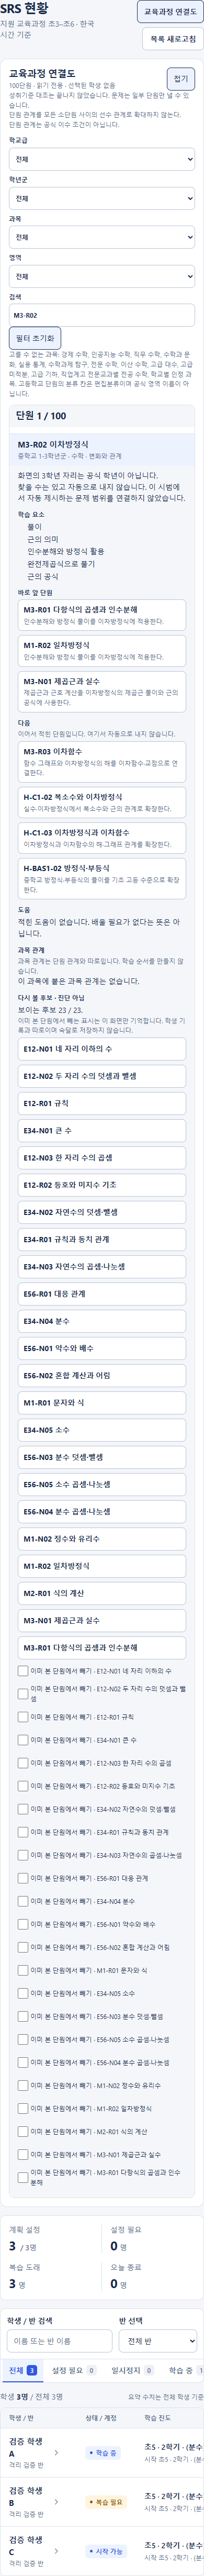 SRS 현황
지원 교육과정 초3–초6 · 한국
시간 기준
교육과정 연결도
목록 새로고침
교육과정 연결도
100단원 · 읽기 전용 · 선택된 학생 없음
성취기준 대조는 끝나지 않았습니다. 문제는 일부 단원만 낼 수 있
습니다.
단원 관계를 모든 소단원 사이의 선수 관계로 확대하지 않는다.
단원 관계는 공식 이수 조건이 아닙니다.
접기
학교급
전체
학년군
전체
과목
전체
영역
전체
검색
M3-R02
필터 초기화
고를 수 없는 과목: 경제 수학, 인공지능 수학, 직무 수학, 수학과 문
화, 실용 통계, 수학과제 탐구, 전문 수학, 이산 수학, 고급 대수, 고급
미적분, 고급 기하, 직업계고 전문교과별 전공 수학, 학교별 인정 과
목. 고등학교 단원의 분류 칸은 편집분류이며 공식 영역 이름이 아
닙니다.
단원 1 / 100
M3-R02 이차방정식
중학교 1-3학년군 · 수학 · 변화와 관계
화면의 3학년 자리는 공식 학년이 아닙니다.
찾을 수는 있고 자동으로 내지 않습니다. 이 시범에
서 자동 제시하는 문제 범위를 연결하지 않았습니다.
학습 요소
풀이
근의 의미
인수분해와 방정식 활용
완전제곱식으로 풀기
근의 공식
바로 앞 단원
M3-R01 다항식의 곱셈과 인수분해
인수분해와 방정식 풀이를 이차방정식에 적용한다.
M1-R02 일차방정식
인수분해와 방정식 풀이를 이차방정식에 적용한다.
M3-N01 제곱근과 실수
제곱근과 근호 계산을 이차방정식의 제곱근 풀이와 근의
공식에 사용한다.
다음
이어서 적힌 단원입니다. 여기서 자동으로 내지 않습니다.
M3-R03 이차함수
함수 그래프와 이차방정식의 해를 이차함수·교점으로 연
결한다.
H-C1-02 복소수와 이차방정식
실수·이차방정식에서 복소수와 근의 관계로 확장한다.
H-C1-03 이차방정식과 이차함수
이차방정식과 이차함수의 해·그래프 관계를 확장한다.
H-BAS1-02 방정식·부등식
중학교 방정식·부등식의 풀이를 기초 고등 수준으로 확장
한다.
도움
적힌 도움이 없습니다. 배울 필요가 없다는 뜻은 아
닙니다.
과목 관계
과목 관계는 단원 관계와 따로입니다. 학습 순서를 만들지 않
습니다.
이 과목에 붙은 과목 관계는 없습니다.
다시 볼 후보 · 진단 아님
보이는 후보 23 / 23.
이미 본 단원에서 빼는 표시는 이 화면만 기억합니다. 학생 기
록과 따로이며 숙달로 저장하지 않습니다.
E12-N01 네 자리 이하의 수
E12-N02 두 자리 수의 덧셈과 뺄셈
E12-R01 규칙
E34-N01 큰 수
E12-N03 한 자리 수의 곱셈
E12-R02 등호와 미지수 기초
E34-N02 자연수의 덧셈·뺄셈
E34-R01 규칙과 동치 관계
E34-N03 자연수의 곱셈·나눗셈
E56-R01 대응 관계
E34-N04 분수
E56-N01 약수와 배수
E56-N02 혼합 계산과 어림
M1-R01 문자와 식
E34-N05 소수
E56-N03 분수 덧셈·뺄셈
E56-N05 소수 곱셈·나눗셈
E56-N04 분수 곱셈·나눗셈
M1-N02 정수와 유리수
M1-R02 일차방정식
M2-R01 식의 계산
M3-N01 제곱근과 실수
M3-R01 다항식의 곱셈과 인수분해
이미 본 단원에서 빼기 · E12-N01 네 자리 이하의 수
이미 본 단원에서 빼기 · E12-N02 두 자리 수의 덧셈과 뺄
셈
이미 본 단원에서 빼기 · E12-R01 규칙
이미 본 단원에서 빼기 · E34-N01 큰 수
이미 본 단원에서 빼기 · E12-N03 한 자리 수의 곱셈
이미 본 단원에서 빼기 · E12-R02 등호와 미지수 기초
이미 본 단원에서 빼기 · E34-N02 자연수의 덧셈·뺄셈
이미 본 단원에서 빼기 · E34-R01 규칙과 동치 관계
이미 본 단원에서 빼기 · E34-N03 자연수의 곱셈·나눗셈
이미 본 단원에서 빼기 · E56-R01 대응 관계
이미 본 단원에서 빼기 · E34-N04 분수
이미 본 단원에서 빼기 · E56-N01 약수와 배수
이미 본 단원에서 빼기 · E56-N02 혼합 계산과 어림
이미 본 단원에서 빼기 · M1-R01 문자와 식
이미 본 단원에서 빼기 · E34-N05 소수
이미 본 단원에서 빼기 · E56-N03 분수 덧셈·뺄셈
이미 본 단원에서 빼기 · E56-N05 소수 곱셈·나눗셈
이미 본 단원에서 빼기 · E56-N04 분수 곱셈·나눗셈
이미 본 단원에서 빼기 · M1-N02 정수와 유리수
이미 본 단원에서 빼기 · M1-R02 일차방정식
이미 본 단원에서 빼기 · M2-R01 식의 계산
이미 본 단원에서 빼기 · M3-N01 제곱근과 실수
이미 본 단원에서 빼기 · M3-R01 다항식의 곱셈과 인수
분해
계획 설정
3 / 3명
설정 필요
0 명
복습 도래
3 명
오늘 종료
0 명
학생 / 반 검색
이름 또는 반 이름
반 선택
전체 반
전체 3
설정 필요 0
일시정지 0
학습 중 1
학생 3명 / 전체 3명
요약 수치는 전체 학생 기준
학생 / 반
상태 / 계정
학습 진도
검증 학생
A
격리 검증 반
학습 중
초5 · 2학기 · (분수
시작 초5 · 2학기 · (분
검증 학생
B
격리 검증 반
복습 필요
초5 · 2학기 · (분수
시작 초5 · 2학기 · (분
검증 학생
C
격리 검증 반
시작 가능
초5 · 2학기 · (분수
시작 초5 · 2학기 · (분